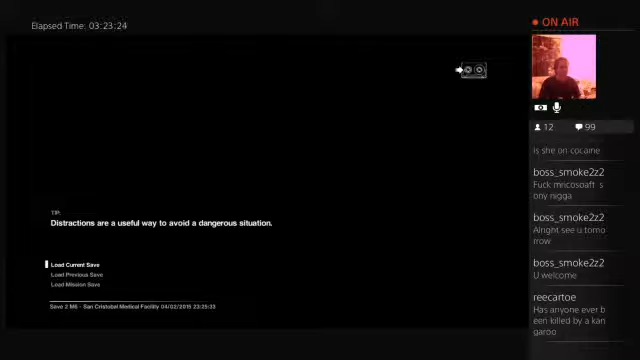 Elapsed Time: 03:23:24
ON AIR
12
99
is she on cocaine
boss_smoke2z2
Fuck mricosoaft s
ony nigga
boss_smoke2z2
Alright see u tomo
rrow
boss_smoke2z2
U welcome
reecartoe
Has anyone ever b
een killed by a kan
garoo
TIP:
Distractions are a useful way to avoid a dangerous situation.
Load Current Save
Load Previous Save
Load Mission Save
Save 2 M6 - San Cristobal Medical Facility 04/02/2015 23:25:33